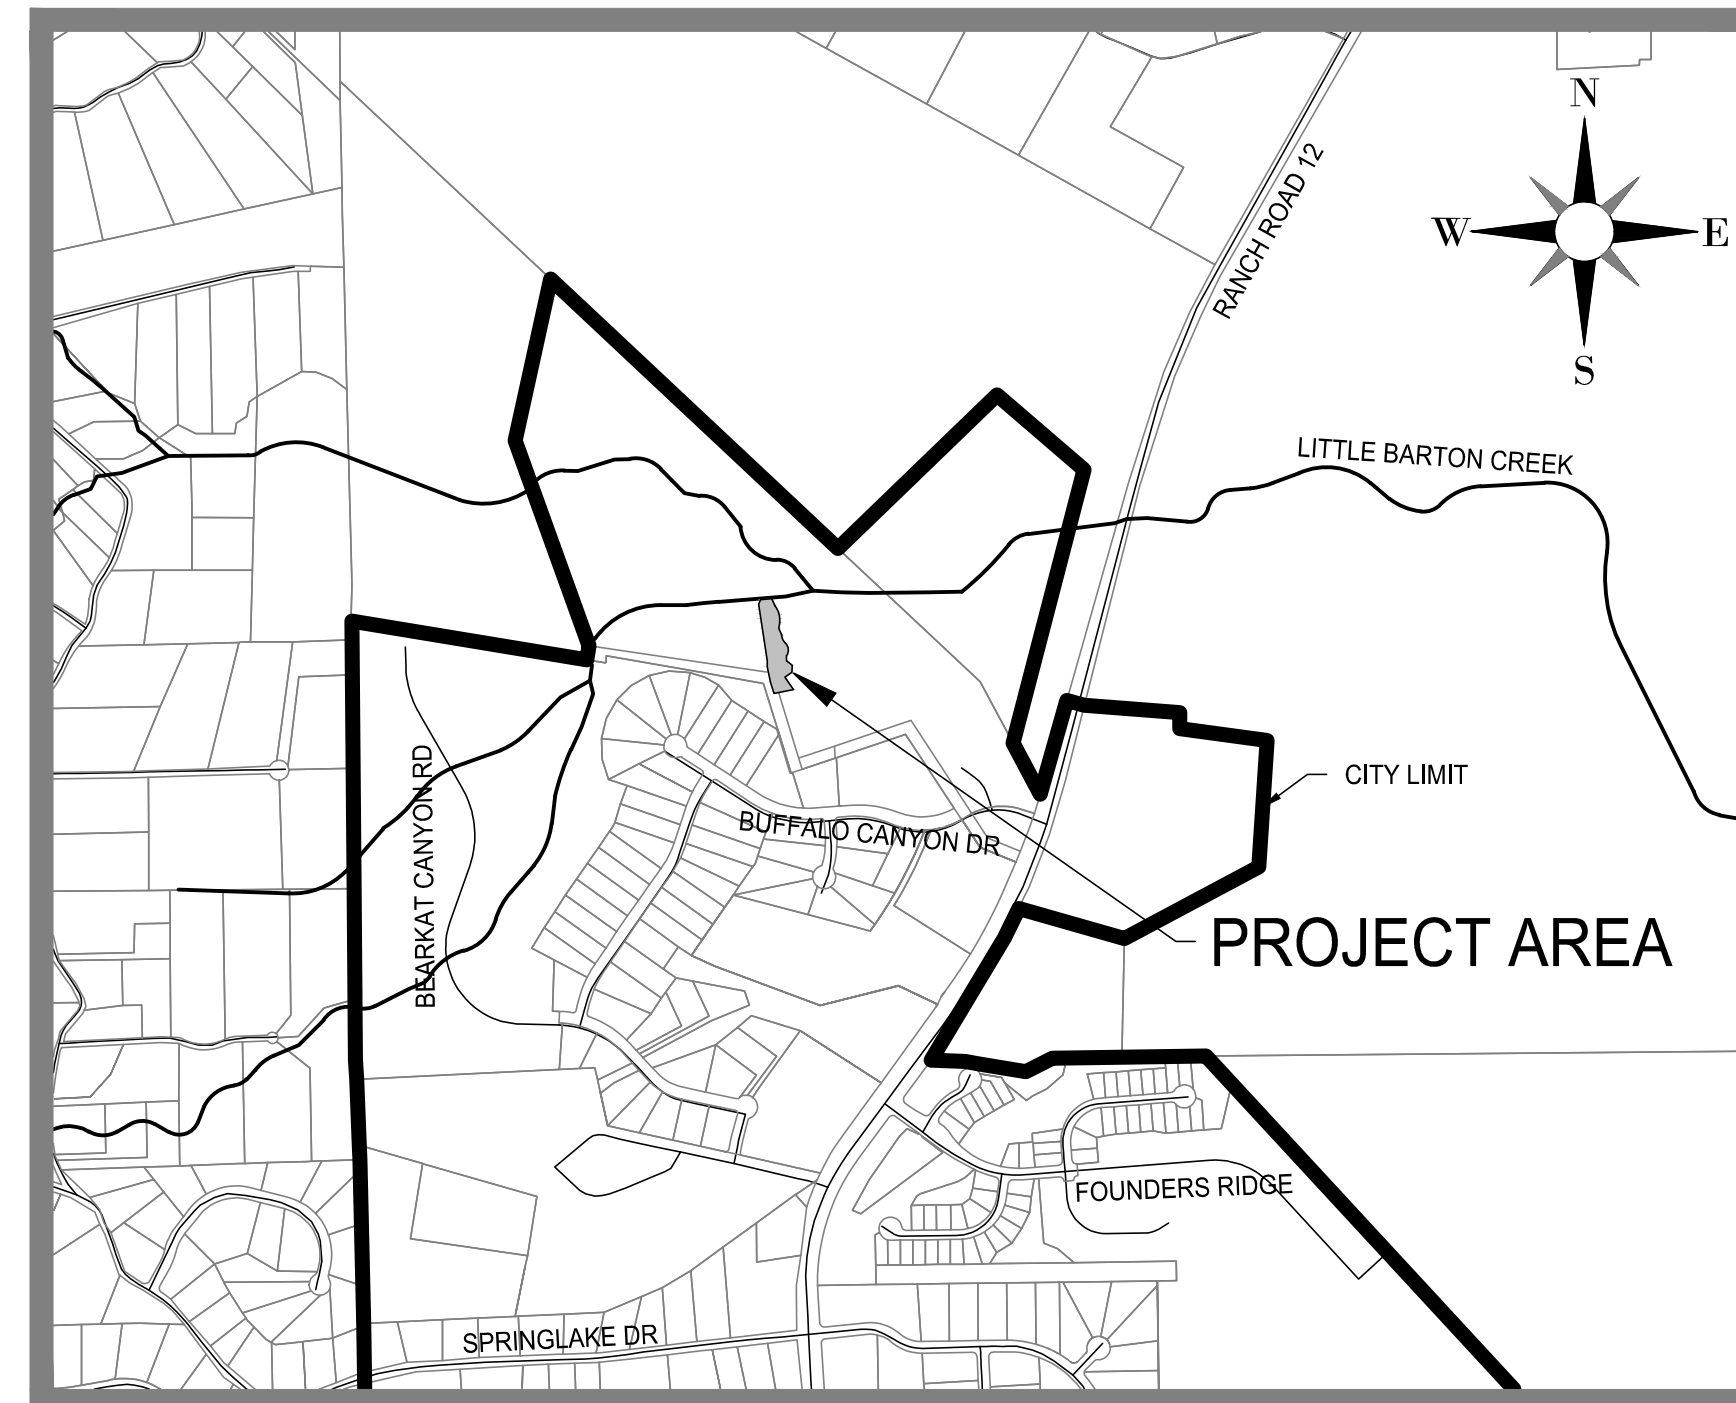 N
RANCH ROAD 12
W
E
S
LITTLE BARTON CREEK
BEARKAT CANYON RD
CITY LIMIT
BUFFALO CANYON DR
PROJECT AREA
FOUNDERS RIDGE
SPRINGLAKE DR